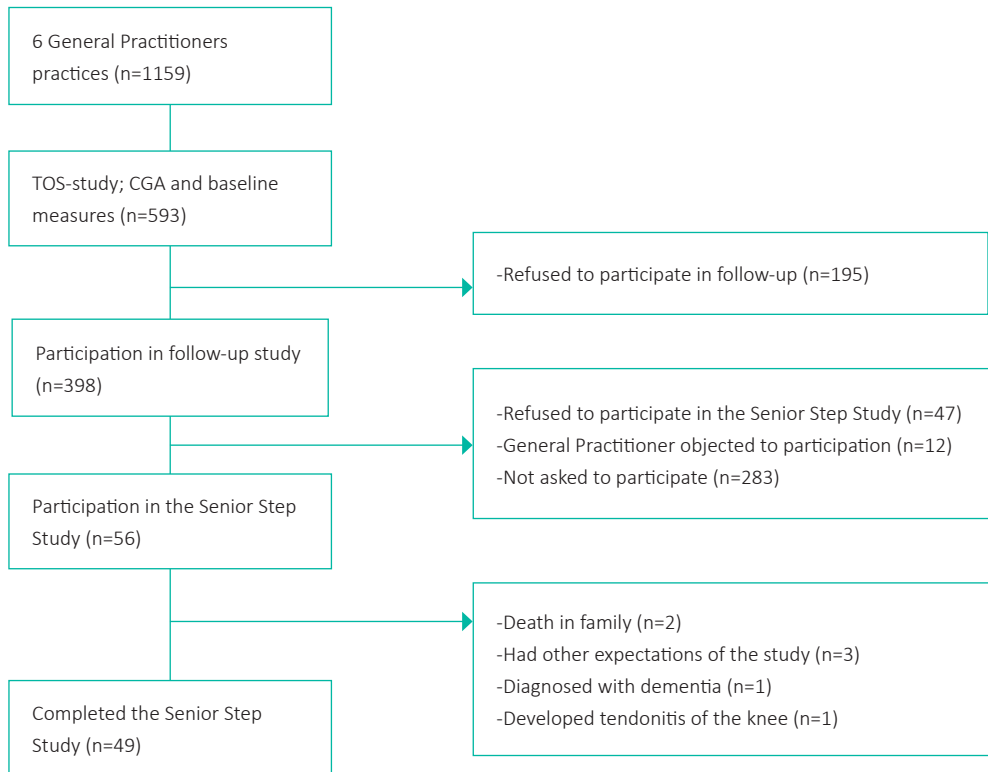 6 General Practitioners
practices (n=1159)
TOS-study; CGA and baseline
measures (n=593)
-Refused to participate in follow-up (n=195)
Participation in follow-up study
(n=398)
-Refused to participate in the Senior Step Study (n=47)
-General Practitioner objected to participation (n=12)
-Not asked to participate (n=283)
Participation in the Senior Step
Study (n=56)
-Death in family (n=2)
-Had other expectations of the study (n=3)
-Diagnosed with dementia (n=1)
-Developed tendonitis of the knee (n=1)
Completed the Senior Step
Study (n=49)